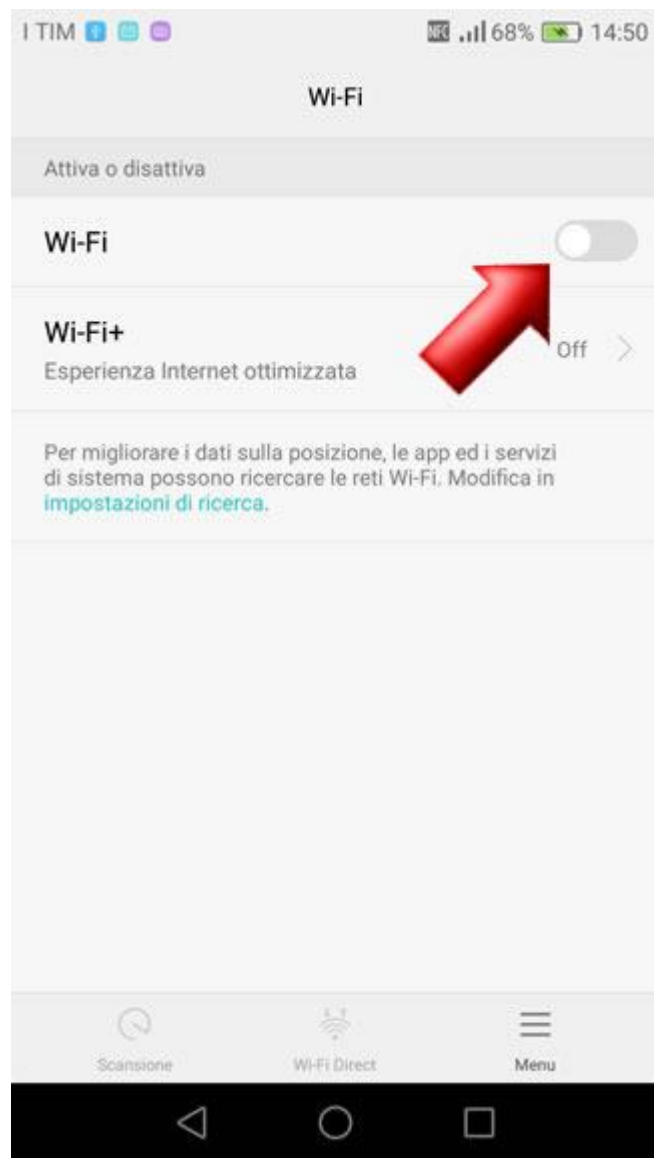 I TIM NFC 68% 14:50
Wi-Fi
Attiva o disattiva
Wi-Fi
Wi-Fi+
Esperienza Internet ottimizzata
Off
Per migliorare i dati sulla posizione, le app ed i servizi
di sistema possono ricercare le reti Wi-Fi. Modifica in
impostazioni di ricerca.
Scansione Wi-Fi Direct Menu